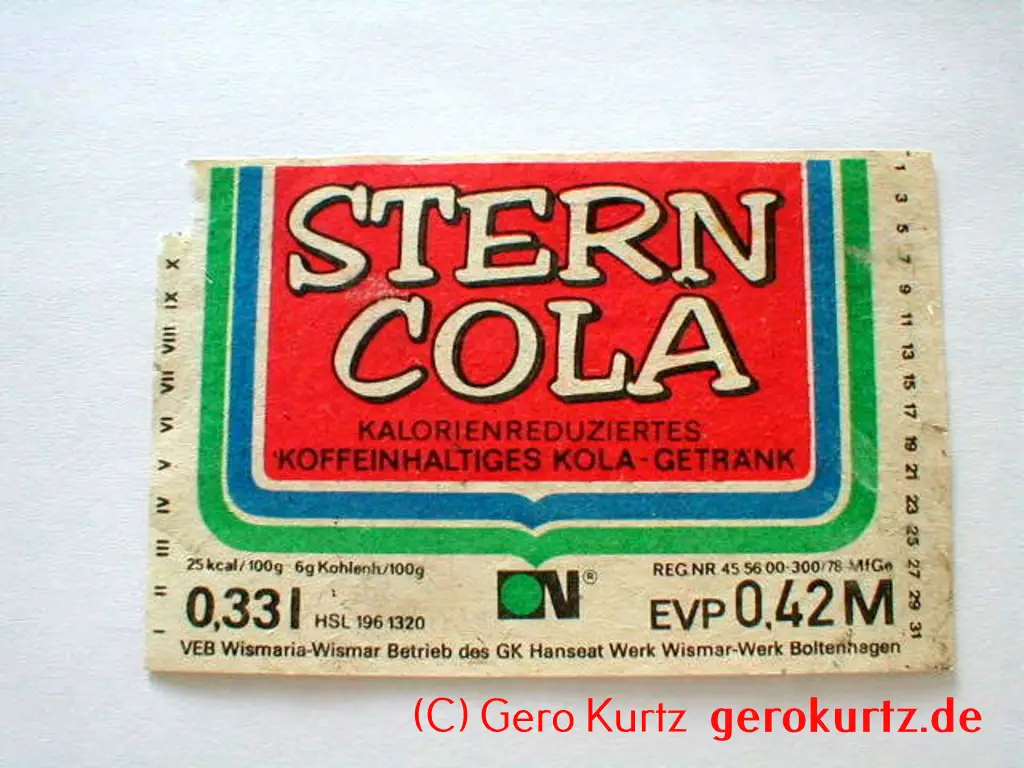 STERN
COLA
KALORIENREDUZIERTES
KOFFEINHALTIGES KOLA-GETRÄNK
I II III IV V VI VII VIII IX X
1 3 5 7 9 11 13 15 17 19 21 23 25 27 29 31
25 kcal/100g 6g Kohlenh/100g
0,33 l HSL 196 1320
ON®
REG.NR 45 56 00-300/78 MfGe
EVP 0,42 M
VEB Wismaria-Wismar Betrieb des GK Hanseat Werk Wismar-Werk Boltenhagen
(C) Gero Kurtz gerokurtz.de